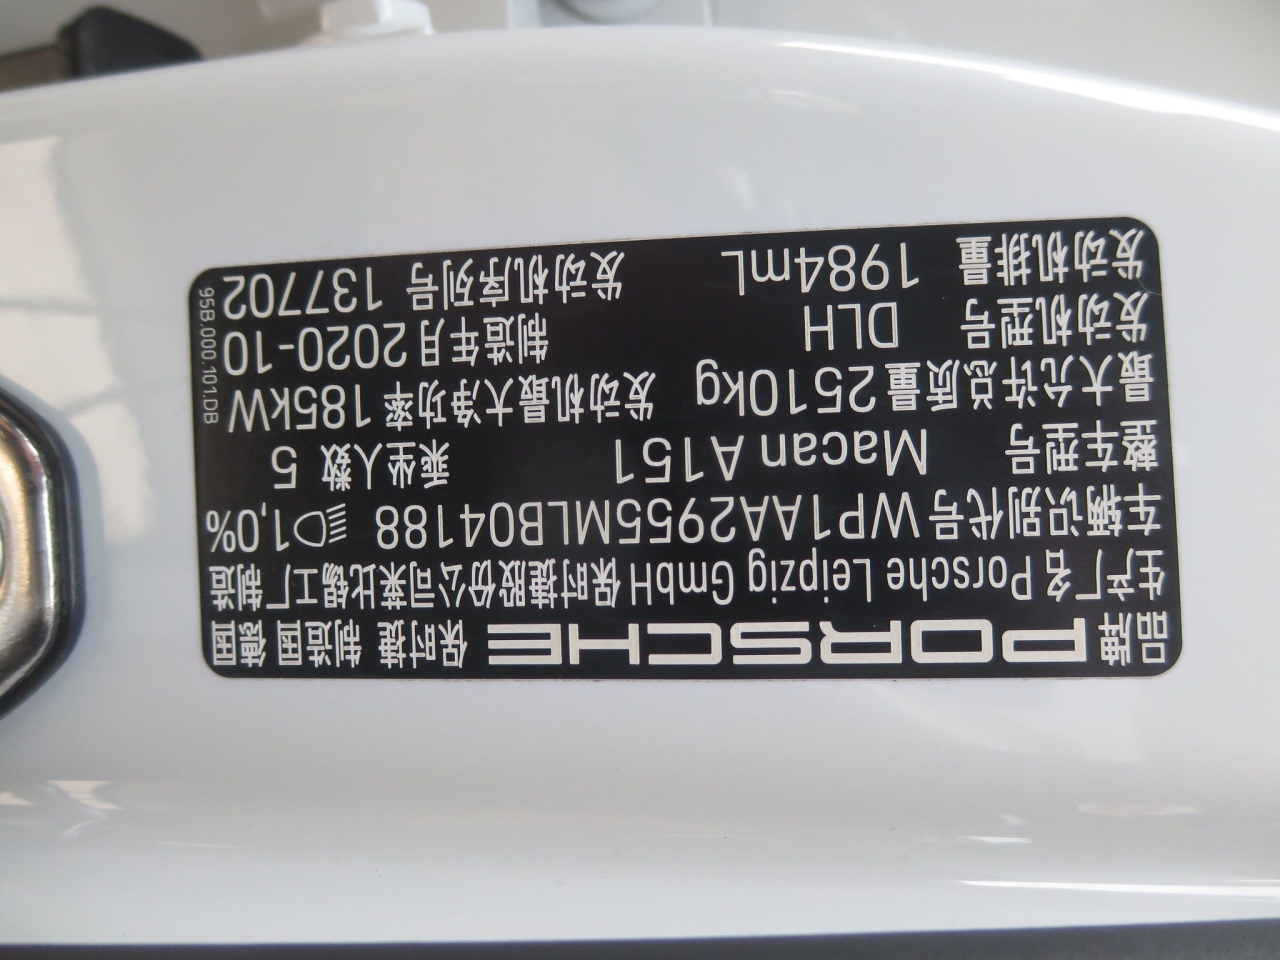 品牌 PORSCHE 保时捷 制造国 德国
生产厂名 Porsche Leipzig GmbH 保时捷股份公司莱比锡工厂制造
车辆识别代号 WP1AA2955MLB04188 1,0%
整车型号 Macan A151 乘坐人数 5
最大允许总质量 2510kg 发动机最大净功率 185kW
发动机型号 DLH 制造年月 2020-10
发动机排量 1984mL 发动机序列号 137702
95B.000.101.DB